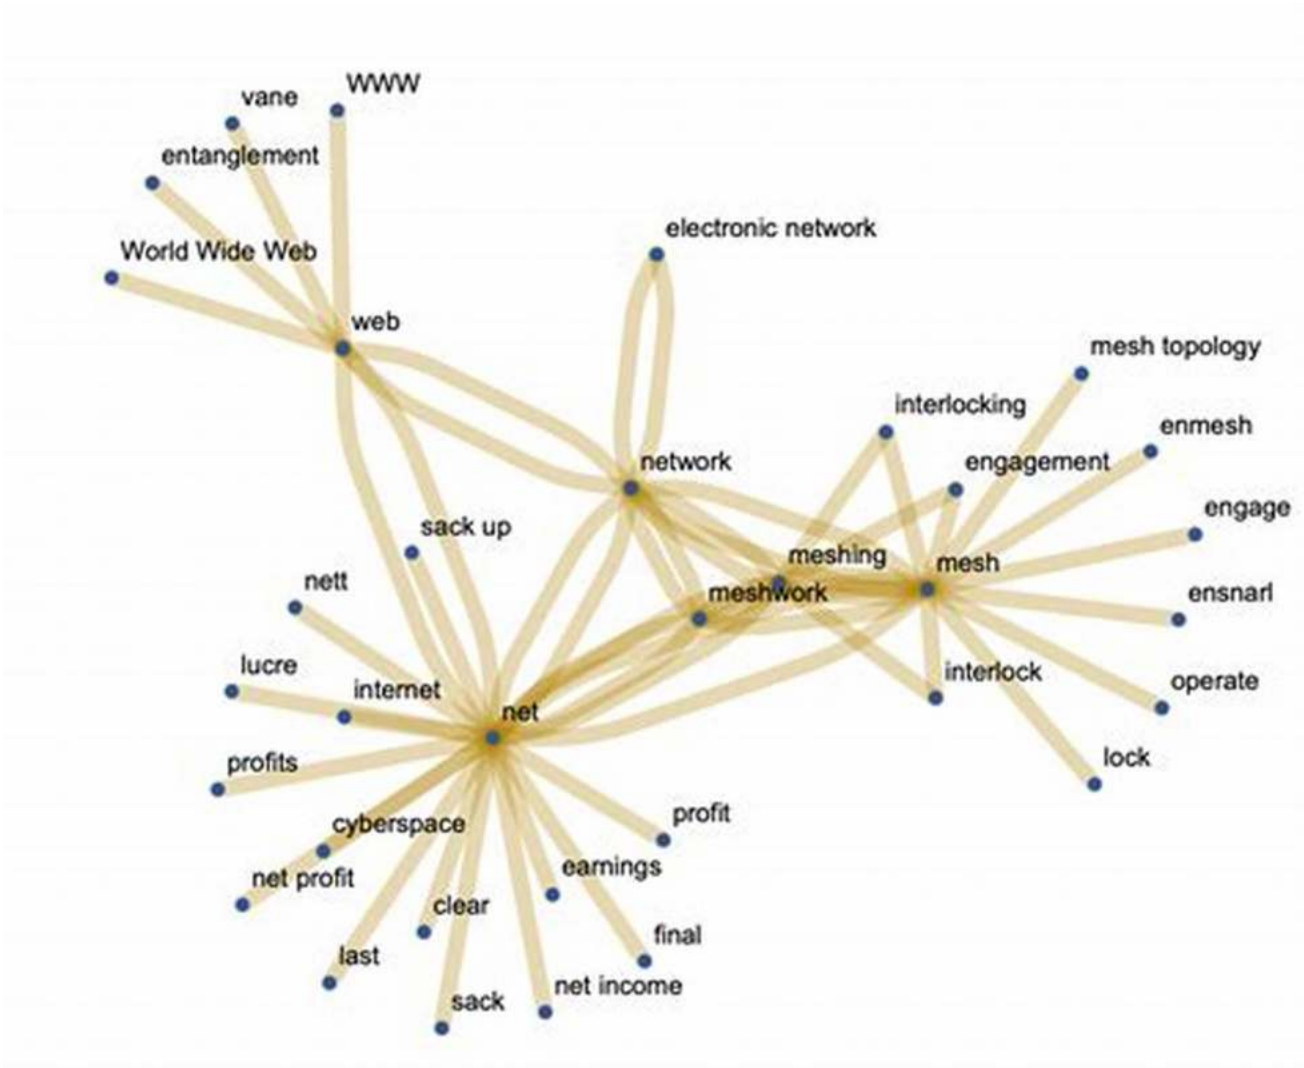 WWW
vane
entanglement
World Wide Web
electronic network
web
mesh topology
interlocking
enmesh
network
engagement
engage
sack up
meshing
mesh
nett
meshwork
ensnarl
lucre
internet
interlock
operate
net
profits
lock
cyberspace
profit
net profit
earnings
clear
last
final
sack
net income